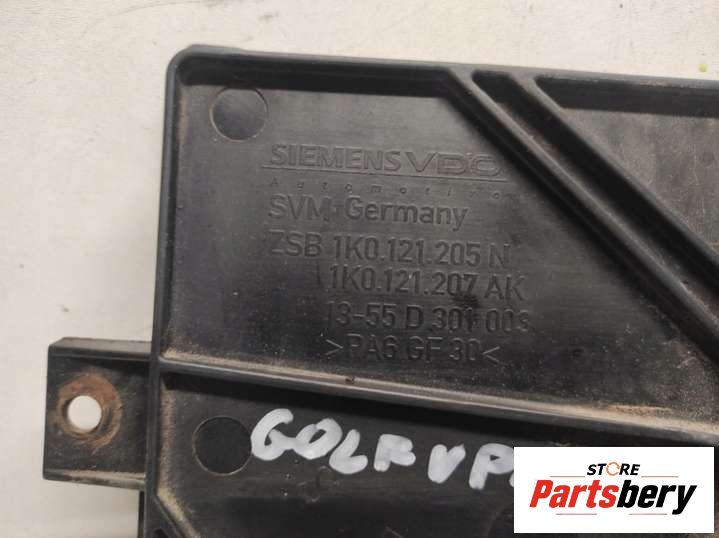 SIEMENS VDO
Automotive
SVM-Germany
ZSB 1K0.121.205 N
1K0.121.207 AK
13-55 D 301 003
>PA6 GF 30<
GOLF V P
STORE
Partsbery